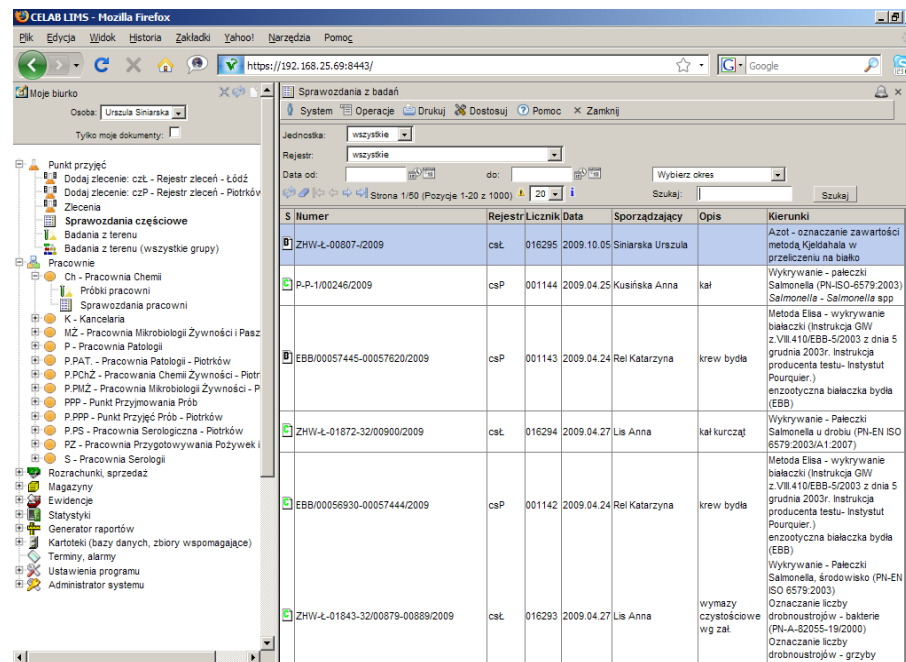 CELAB LIMS - Mozilla Firefox
Plik Edycja Widok Historia Zakładki Yahoo! Narzędzia Pomoc
https://192.168.25.69:8443/
G Google
Moje biurko
Osoba: Urszula Siniarska
Tylko moje dokumenty:
Punkt przyjęć
Dodaj zlecenie: czŁ - Rejestr zleceń - Łódź
Dodaj zlecenie: czP - Rejestr zleceń - Piotrków
Zlecenia
Sprawozdania częściowe
Badania z terenu
Badania z terenu (wszystkie grupy)
Pracownie
Ch - Pracownia Chemii
Próbki pracowni
Sprawozdania pracowni
K - Kancelaria
MŻ - Pracownia Mikrobiologii Żywności i Pasz
P - Pracownia Patologii
P.PAT. - Pracownia Patologii - Piotrków
P.PChŻ - Pracowania Chemii Żywności - Piotr
P.PMŻ - Pracownia Mikrobiologii Żywności - P
PPP - Punkt Przyjmowania Prób
P.PPP - Punkt Przyjęć Prób - Piotrków
P.PS - Pracownia Serologiczna - Piotrków
PZ - Pracownia Przygotowywania Pożywek i
S - Pracownia Serologii
Rozrachunki, sprzedaż
Magazyny
Ewidencje
Statystyki
Generator raportów
Kartoteki (bazy danych, zbiory wspomagające)
Terminy, alarmy
Ustawienia programu
Administrator systemu
Sprawozdania z badań
System Operacje Drukuj Dostosuj Pomoc Zamknij
Jednostka: wszystkie
Rejestr: wszystkie
Data od: do: Wybierz okres
Strona 1/50 (Pozycje 1-20 z 1000) 20 Szukaj: Szukaj
S Numer Rejestr Licznik Data Sporządzający Opis Kierunki
ZHW-Ł-00807-/2009 csŁ 016295 2009.10.05 Siniarska Urszula
Azot - oznaczanie zawartości
metodą Kjeldahala w
przeliczeniu na białko
P-P-1/00246/2009 csP 001144 2009.04.25 Kusińska Anna kał
Wykrywanie - pałeczki
Salmonella (PN-ISO-6579:2003)
Salmonella - Salmonella spp
EBB/00057445-00057620/2009 csP 001143 2009.04.24 Rel Katarzyna krew bydła
Metoda Elisa - wykrywanie
białaczki (Instrukcja GIW
z.VIII.410/EBB-5/2003 z dnia 5
grudnia 2003r. Instrukcja
producenta testu- Instystut
Pourquier.)
enzootyczna białaczka bydła
(EBB)
ZHW-Ł-01872-32/00900/2009 csŁ 016294 2009.04.27 Lis Anna kał kurcząt
Wykrywanie - Pałeczki
Salmonella u drobiu (PN-EN ISO
6579:2003/A1:2007)
EBB/00056930-00057444/2009 csP 001142 2009.04.24 Rel Katarzyna krew bydła
Metoda Elisa - wykrywanie
białaczki (Instrukcja GIW
z.VIII.410/EBB-5/2003 z dnia 5
grudnia 2003r. Instrukcja
producenta testu- Instystut
Pourquier.)
enzootyczna białaczka bydła
(EBB)
ZHW-Ł-01843-32/00879-00889/2009 csŁ 016293 2009.04.27 Lis Anna
wymazy
czystościowe
wg zał.
Wykrywanie - Pałeczki
Salmonella, środowisko (PN-EN
ISO 6579:2003)
Oznaczanie liczby
drobnoustrojów - bakterie
(PN-A-82055-19/2000)
Oznaczanie liczby
drobnoustrojów - grzyby